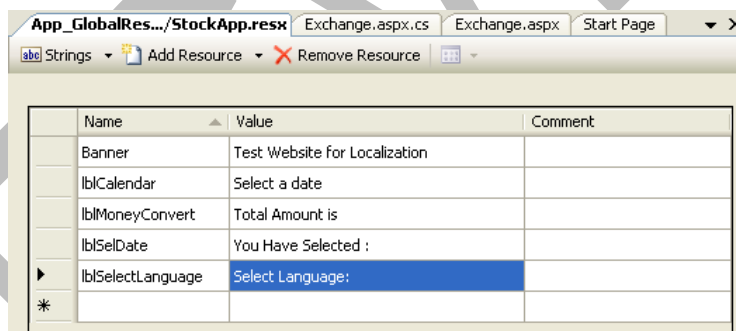 App_GlobalRes.../StockApp.resx Exchange.aspx.cs Exchange.aspx Start Page
abc Strings Add Resource Remove Resource
Name Value Comment
Banner Test Website for Localization
lblCalendar Select a date
lblMoneyConvert Total Amount is
lblSelDate You Have Selected :
lblSelectLanguage Select Language: